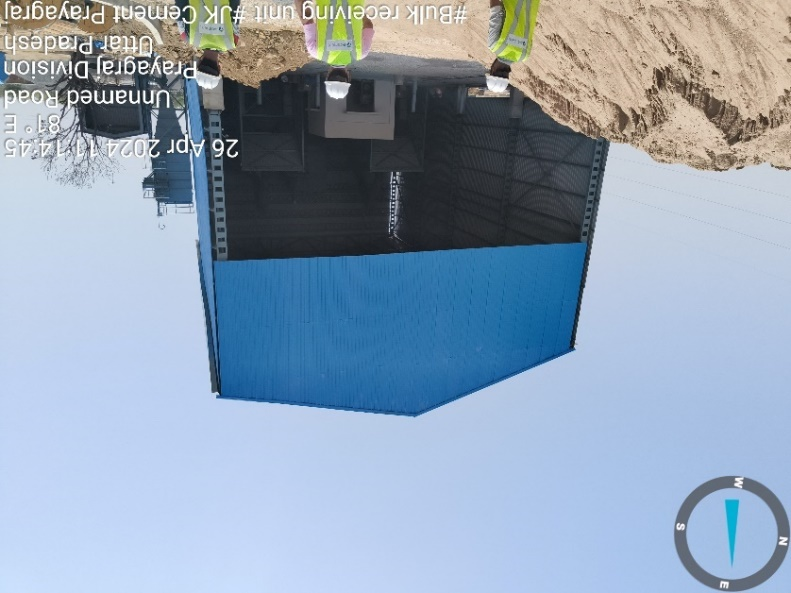 26 Apr 2024 11:14:45
81° E
Unnamed Road
Prayagraj Division
Uttar Pradesh
#Bulk receiving unit #JK Cement Prayagraj
W
N
E
S